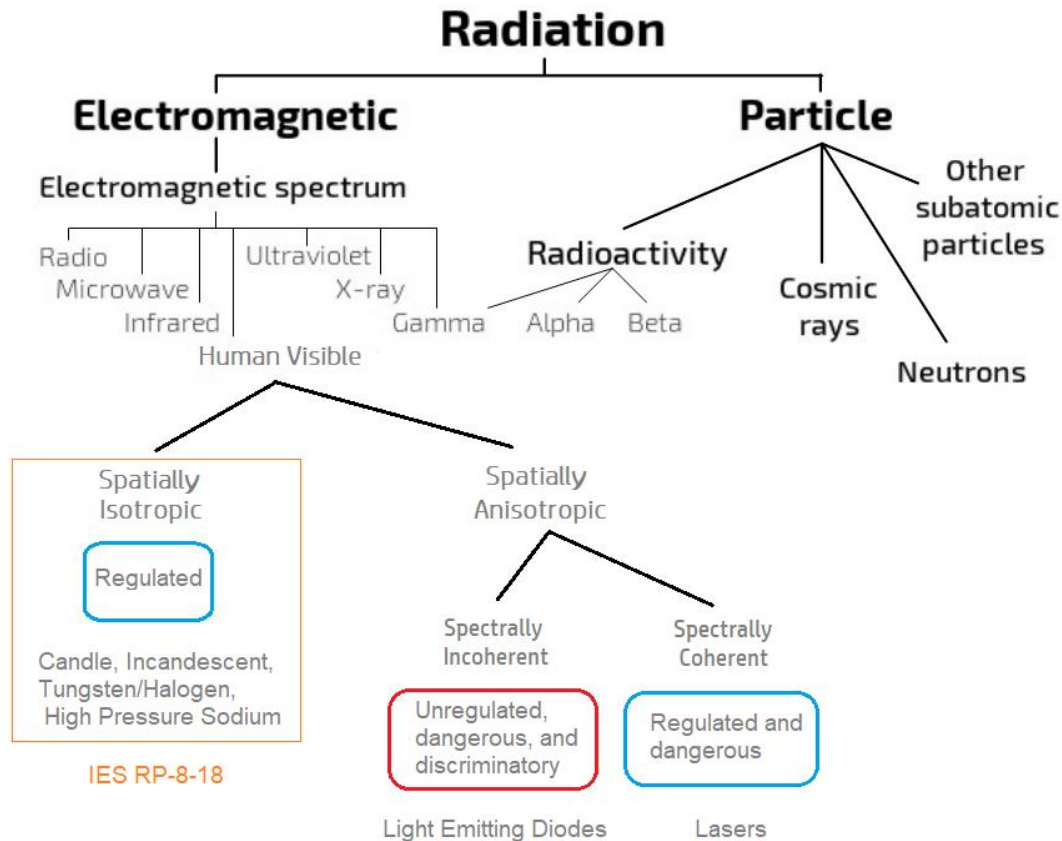 Radiation
Electromagnetic
Particle
Electromagnetic spectrum
Radio
Microwave
Infrared
Human Visible
Ultraviolet
X-ray
Gamma
Radioactivity
Alpha
Beta
Cosmic
rays
Neutrons
Other
subatomic
particles
Spatially
Isotropic
Regulated
Candle, Incandescent,
Tungsten/Halogen,
High Pressure Sodium
IES RP-8-18
Spatially
Anisotropic
Spectrally
Incoherent
Unregulated,
dangerous, and
discriminatory
Light Emitting Diodes
Spectrally
Coherent
Regulated and
dangerous
Lasers